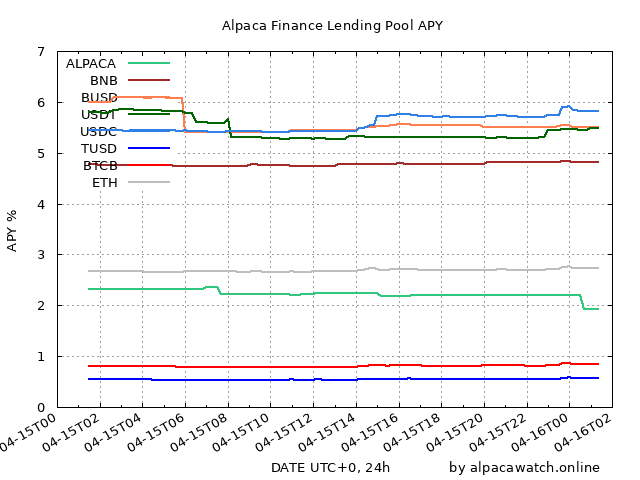 Alpaca Finance Lending Pool APY
7
6
5
4
3
2
1
0
APY %
ALPACA
BNB
BUSD
USDT
USDC
TUSD
BTCB
ETH
04-15T00
04-15T02
04-15T04
04-15T06
04-15T08
04-15T10
04-15T12
04-15T14
04-15T16
04-15T18
04-15T20
04-15T22
04-16T00
04-16T02
DATE UTC+0, 24h
by alpacawatch.online